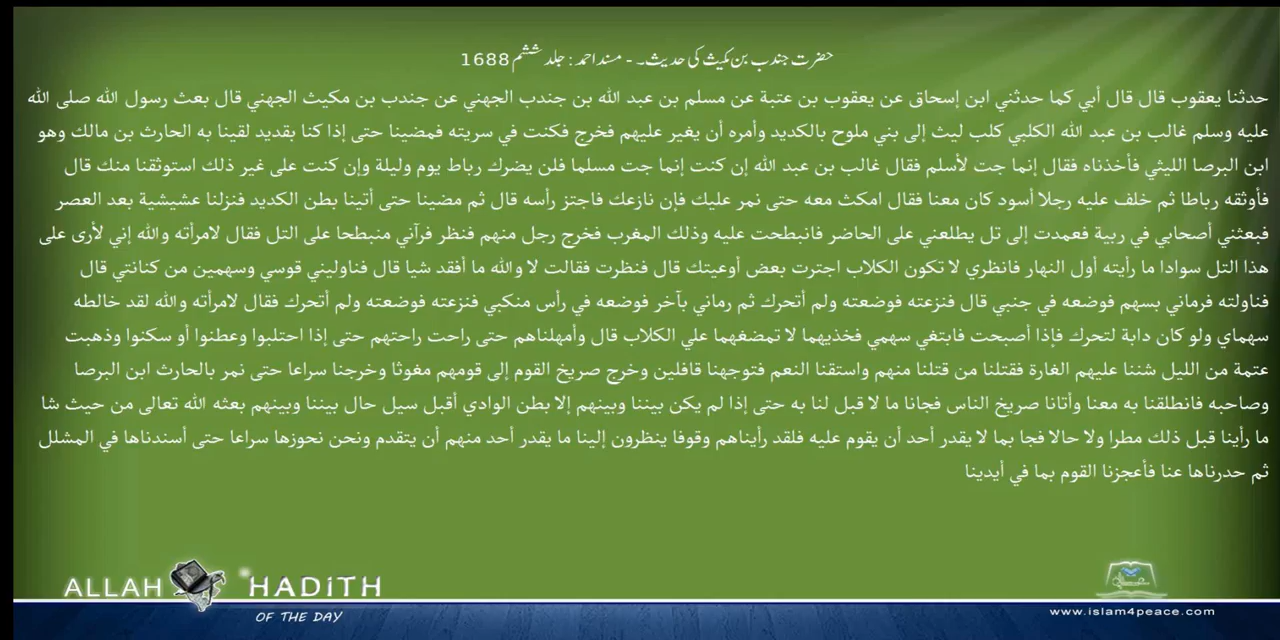 حضرت جندب بن مکیث کی حدیث۔ - مسند احمد : جلد ششم 1688
حدثنا يعقوب قال قال أبي كما حدثني ابن إسحاق عن يعقوب بن عتبة عن مسلم بن عبد الله بن جندب الجهني عن جندب بن مكيث الجهني قال بعث رسول الله صلى الله
عليه وسلم غالب بن عبد الله الكلبي كلب ليث إلى بني ملوح بالكديد وأمره أن يغير عليهم فخرج فكنت في سريته فمضينا حتى إذا كنا بقديد لقينا به الحارث بن مالك وهو
ابن البرصا الليثي فأخذناه فقال إنما جت لأسلم فقال غالب بن عبد الله إن كنت إنما جت مسلما فلن يضرك رباط يوم وليلة وإن كنت على غير ذلك استوثقنا منك قال
فأوثقه رباطا ثم خلف عليه رجلا أسود كان معنا فقال امكث معه حتى نمر عليك فإن نازعك فاجتز رأسه قال ثم مضينا حتى أتينا بطن الكديد فنزلنا عشيشية بعد العصر
فبعثني أصحابي في ربية فعمدت إلى تل يطلعني على الحاضر فانبطحت عليه وذلك المغرب فخرج رجل منهم فنظر فرآني منبطحا على التل فقال لامرأته والله إني لأرى على
هذا التل سوادا ما رأيته أول النهار فانظري لا تكون الكلاب اجترت بعض أوعيتك قال فنظرت فقالت لا والله ما أفقد شيا قال فناوليني قوسي وسهمين من كنانتي قال
فناولته فرماني بسهم فوضعه في جنبي قال فنزعته فوضعته ولم أتحرك ثم رماني بآخر فوضعه في رأس منكبي فنزعته فوضعته ولم أتحرك فقال لامرأته والله لقد خالطه
سهماي ولو كان دابة لتحرك فإذا أصبحت فابتغي سهمي فخذيهما لا تمضغهما علي الكلاب قال وأمهلناهم حتى راحت راحتهم حتى إذا احتلبوا وعطنوا أو سكنوا وذهبت
عتمة من الليل شننا عليهم الغارة فقتلنا من قتلنا منهم واستقنا النعم فتوجهنا قافلين وخرج صريخ القوم إلى قومهم مغوثا وخرجنا سراعا حتى نمر بالحارث ابن البرصا
وصاحبه فانطلقنا به معنا وأتانا صريخ الناس فجانا ما لا قبل لنا به حتى إذا لم يكن بيننا وبينهم إلا بطن الوادي أقبل سيل حال بيننا وبينهم بعثه الله تعالى من حيث شا
ما رأينا قبل ذلك مطرا ولا حالا فجا بما لا يقدر أحد أن يقوم عليه فلقد رأيناهم وقوفا ينظرون إلينا ما يقدر أحد منهم أن يتقدم ونحن نحوزها سراعا حتى أسندناها في المشلل
ثم حدرناها عنا فأعجزنا القوم بما في أيدينا
ALLAH HADITH
OF THE DAY
www.islam4peace.com